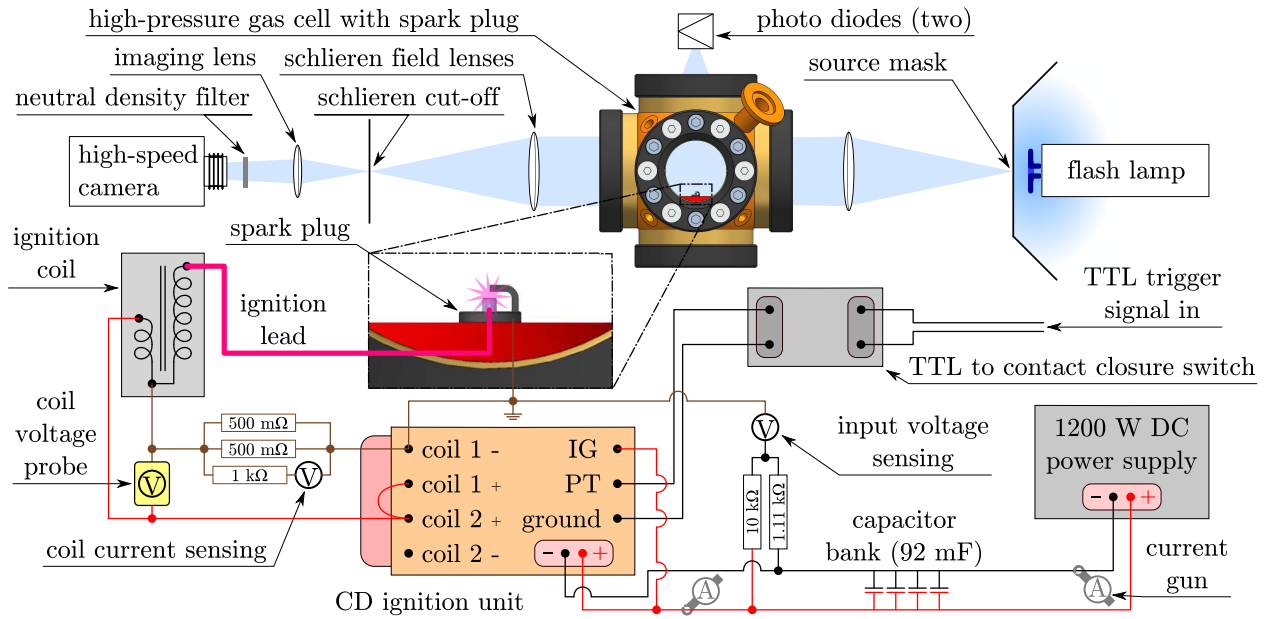 high-pressure gas cell with spark plug
photo diodes (two)
imaging lens
schlieren field lenses
source mask
neutral density filter
schlieren cut-off
high-speed
camera
flash lamp
ignition
coil
spark plug
ignition
lead
TTL trigger
signal in
TTL to contact closure switch
coil
voltage
probe
500 mΩ
500 mΩ
1 kΩ
V
V
coil current sensing
coil 1 -
coil 1 +
coil 2 +
coil 2 -
IG
PT
ground
- +
CD ignition unit
V
input voltage
sensing
10 kΩ
1.11 kΩ
capacitor
bank (92 mF)
1200 W DC
power supply
- +
current
gun
A
A